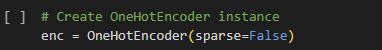 [ ] # Create OneHotEncoder instance
enc = OneHotEncoder(sparse=False)